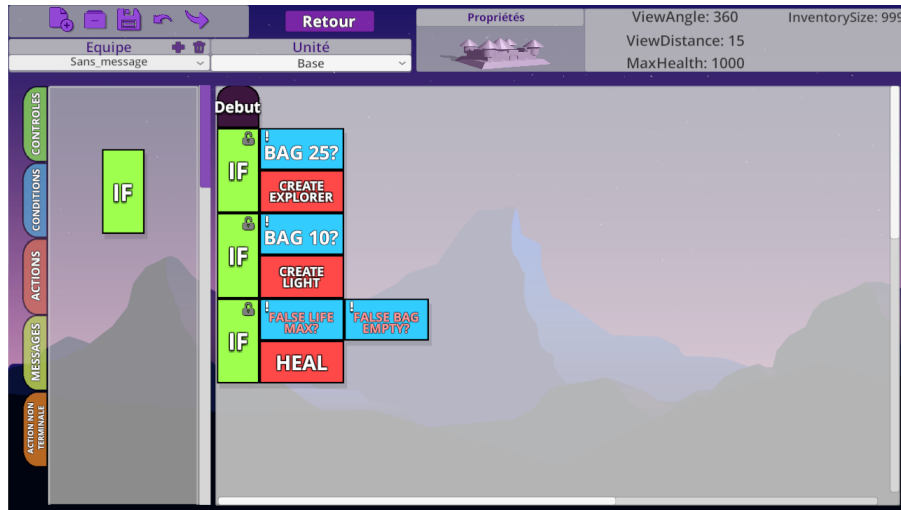 Retour
Equipe
Sans_message
Unité
Base
Propriétés
ViewAngle: 360
InventorySize: 999
ViewDistance: 15
MaxHealth: 1000
CONTROLES
CONDITIONS
ACTIONS
MESSAGES
ACTION NON
TERMINALE
IF
Debut
IF
! BAG 25?
CREATE
EXPLORER
IF
! BAG 10?
CREATE
LIGHT
IF
! FALSE LIFE
MAX?
! FALSE BAG
EMPTY?
HEAL